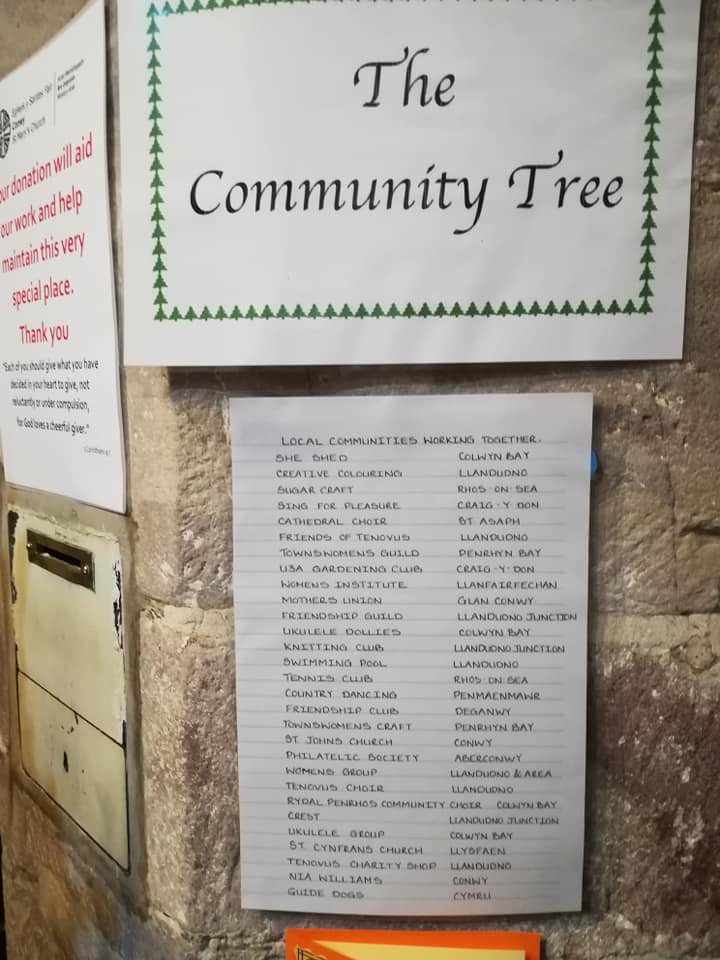 Eglwys y Santes Fair
Conwy
St Mary's Church
our donation will aid
our work and help
maintain this very
special place.
Thank you
"Each of you should give what you have
decided in your heart to give, not
reluctantly or under compulsion,
for God loves a cheerful giver."
The
Community Tree
LOCAL COMMUNITIES WORKING TOGETHER.
SHE SHED COLWYN BAY
CREATIVE COLOURING LLANDUDNO
SUGAR CRAFT RHOS-ON-SEA
SING FOR PLEASURE CRAIG-Y-DON
CATHEDRAL CHOIR ST ASAPH
FRIENDS OF TENOVUS LLANDUDNO
TOWNSWOMENS GUILD PENRHYN BAY
U3A GARDENING CLUB CRAIG-Y-DON
WOMENS INSTITUTE LLANFAIRFECHAN
MOTHERS UNION GLAN CONWY
FRIENDSHIP GUILD LLANDUDNO JUNCTION
UKULELE DOLLIES COLWYN BAY
KNITTING CLUB LLANDUDNO JUNCTION
SWIMMING POOL LLANDUDNO
TENNIS CLUB RHOS-ON-SEA
COUNTRY DANCING PENMAENMAWR
FRIENDSHIP CLUB DEGANWY
TOWNSWOMENS CRAFT PENRHYN BAY
ST. JOHNS CHURCH CONWY
PHILATELIC SOCIETY ABERCONWY
WOMENS GROUP LLANDUDNO & AREA
TENOVUS CHOIR LLANDUDNO
RYDAL PENRHOS COMMUNITY CHOIR COLWYN BAY
CREST LLANDUDNO JUNCTION
UKULELE GROUP COLWYN BAY
ST. CYNFRANS CHURCH LLYSFAEN
TENOVUS CHARITY SHOP LLANDUDNO
NIA WILLIAMS CONWY
GUIDE DOGS CYMRU